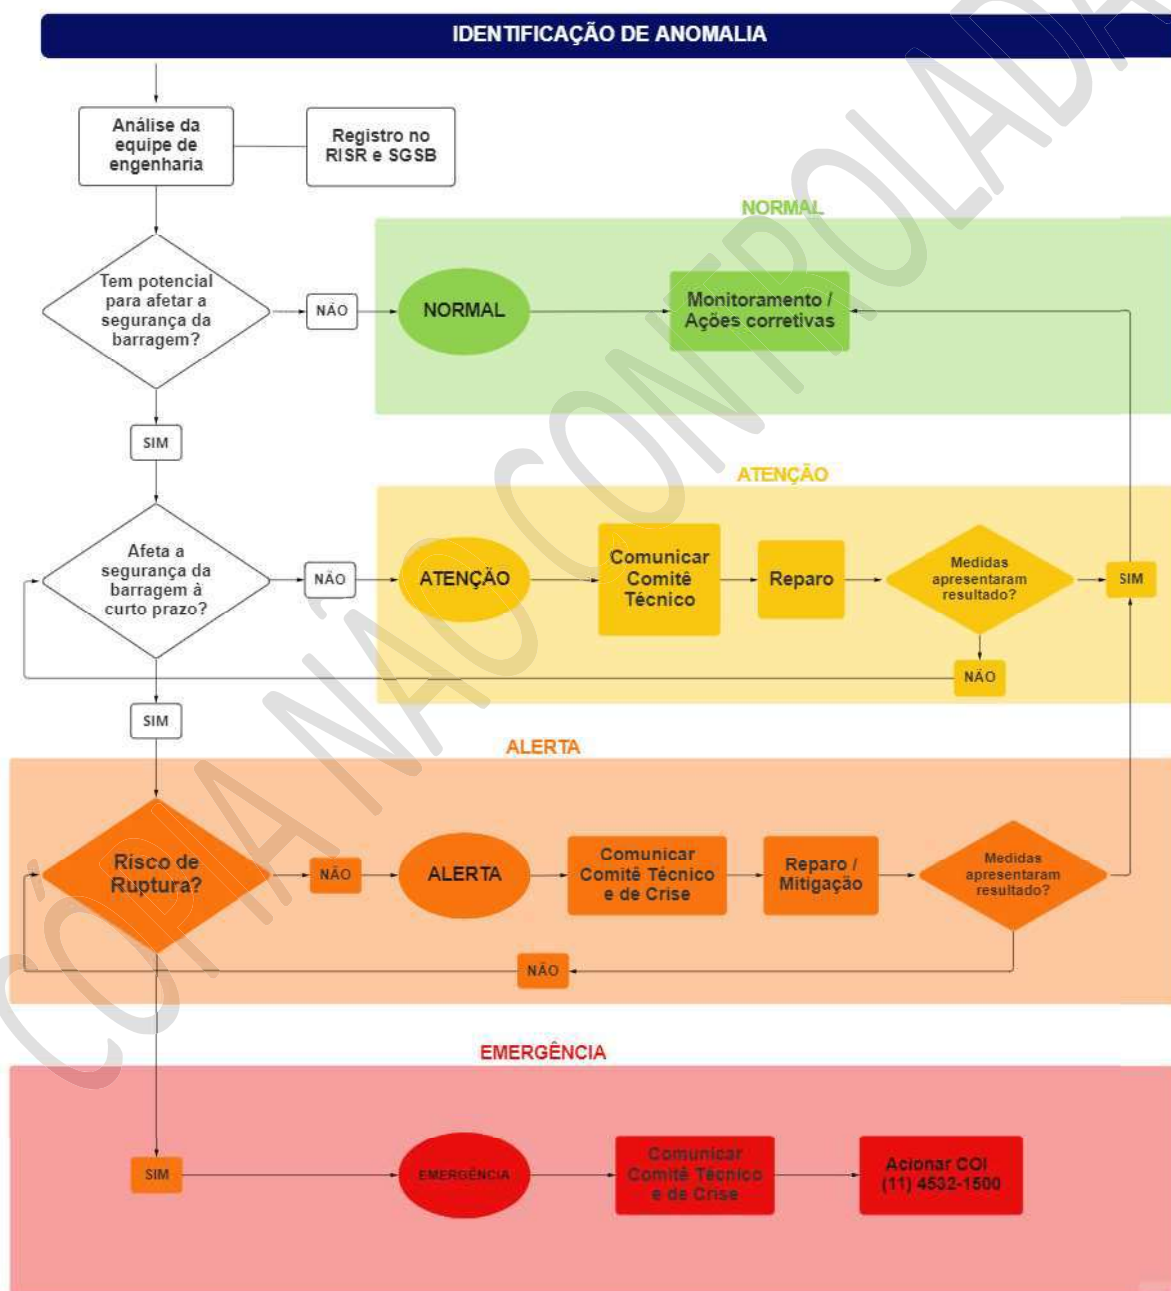 IDENTIFICAÇÃO DE ANOMALIA
Análise da
equipe de
engenharia
Registro no
RISR e SGSB
NORMAL
Tem potencial
para afetar a
segurança da
barragem?
NÃO
NORMAL
Monitoramento /
Ações corretivas
SIM
ATENÇÃO
Afeta a
segurança da
barragem à
curto prazo?
NÃO
ATENÇÃO
Comunicar
Comitê
Técnico
Reparo
Medidas
apresentaram
resultado?
SIM
NÃO
SIM
ALERTA
Risco de
Ruptura?
NÃO
ALERTA
Comunicar
Comitê Técnico
e de Crise
Reparo /
Mitigação
Medidas
apresentaram
resultado?
NÃO
EMERGÊNCIA
SIM
EMERGÊNCIA
Comunicar
Comitê Técnico
e de Crise
Acionar COI
(11) 4532-1500
CÓPIA NÃO CONTROLADA